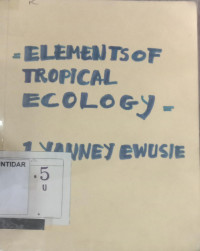 K
= ELEMENTS OF
TROPICAL
ECOLOGY =
J. YANNEY EWUSIE
NTIDAR
.5
u